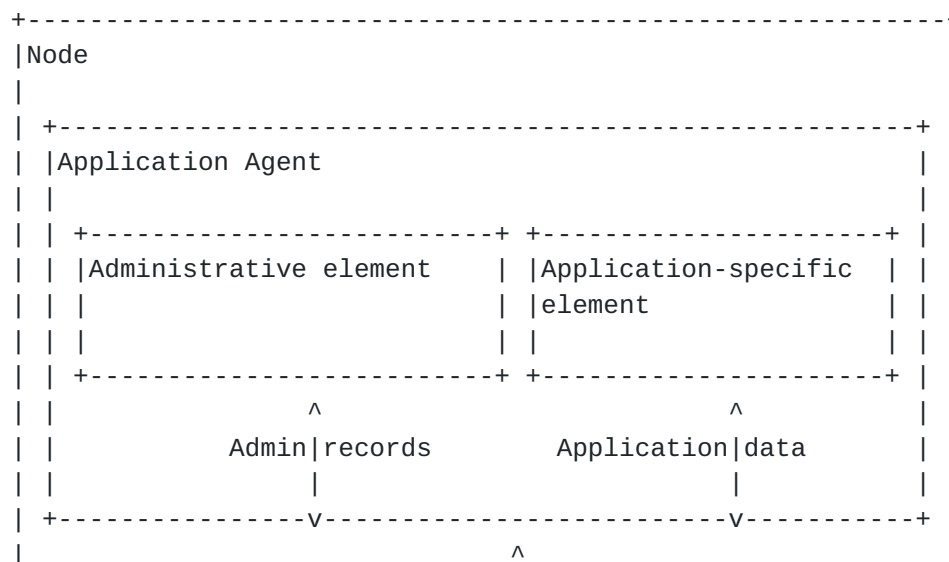 Node
Application Agent
Administrative element Application-specific
element
Admin|records Application|data